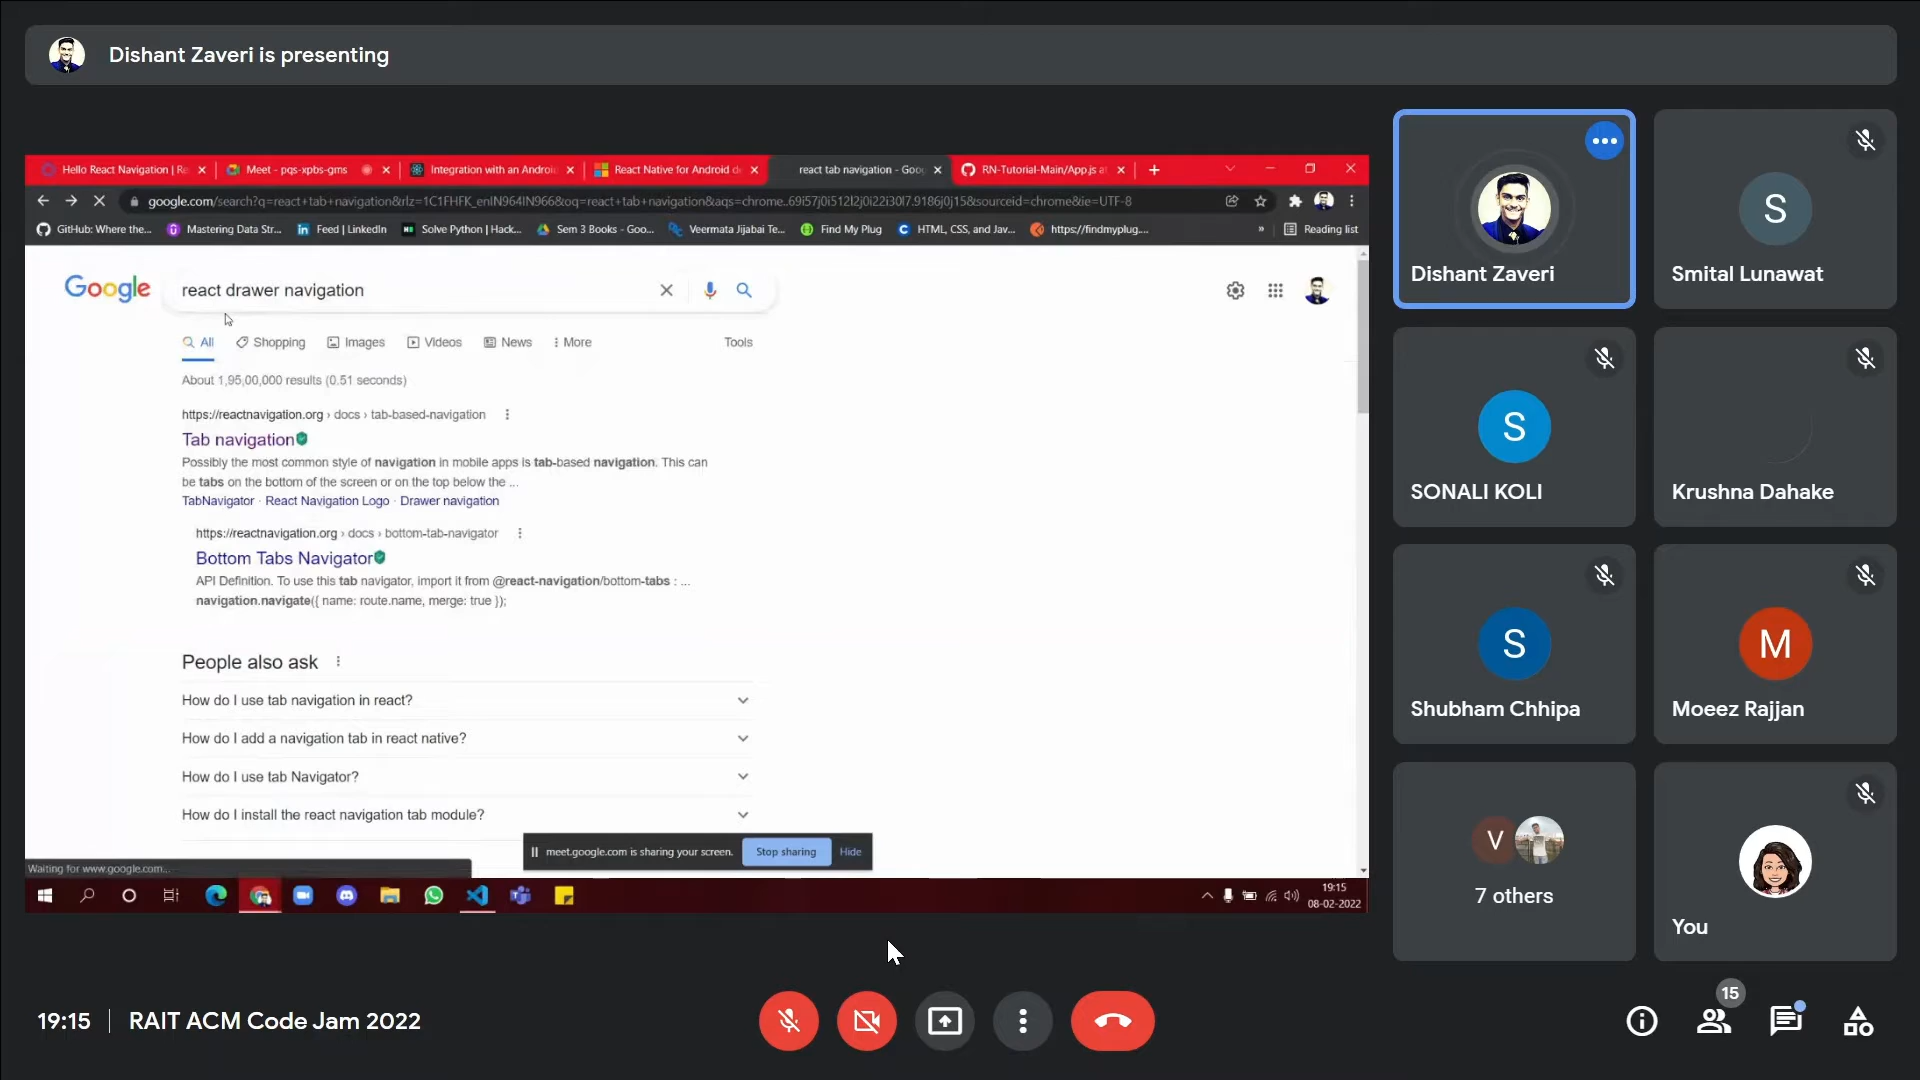 Dishant Zaveri is presenting
Hello React Navigation | Re
Meet - pqs-xpbs-gms
Integration with an Androi
React Native for Android de
react tab navigation - Goo
RN-Tutorial-Main/App.js at
google.com/search?q=react+tab+navigation&rlz=1C1FHFK_enIN964IN966&oq=react+tab+navigation&aqs=chrome..69i57j0i512l2j0i22i30l7.9186j0j15&sourceid=chrome&ie=UTF-8
GitHub: Where the...
Mastering Data Str...
Feed | LinkedIn
Solve Python | Hack...
Sem 3 Books - Goo...
Veermata Jijabai Te...
Find My Plug
HTML, CSS, and Jav...
https://findmyplug....
»
Reading list
Google
react drawer navigation
All
Shopping
Images
Videos
News
More
Tools
About 1,95,00,000 results (0.51 seconds)
https://reactnavigation.org › docs › tab-based-navigation
Tab navigation
Possibly the most common style of navigation in mobile apps is tab-based navigation. This can
be tabs on the bottom of the screen or on the top below the ...
TabNavigator · React Navigation Logo · Drawer navigation
https://reactnavigation.org › docs › bottom-tab-navigator
Bottom Tabs Navigator
API Definition. To use this tab navigator, import it from @react-navigation/bottom-tabs : ...
navigation.navigate({ name: route.name, merge: true });
People also ask
How do I use tab navigation in react?
How do I add a navigation tab in react native?
How do I use tab Navigator?
How do I install the react navigation tab module?
meet.google.com is sharing your screen.
Stop sharing
Hide
Waiting for www.google.com...
19:15
08-02-2022
Dishant Zaveri
S
Smital Lunawat
S
SONALI KOLI
Krushna Dahake
S
Shubham Chhipa
M
Moeez Rajjan
V
7 others
You
19:15
RAIT ACM Code Jam 2022
15